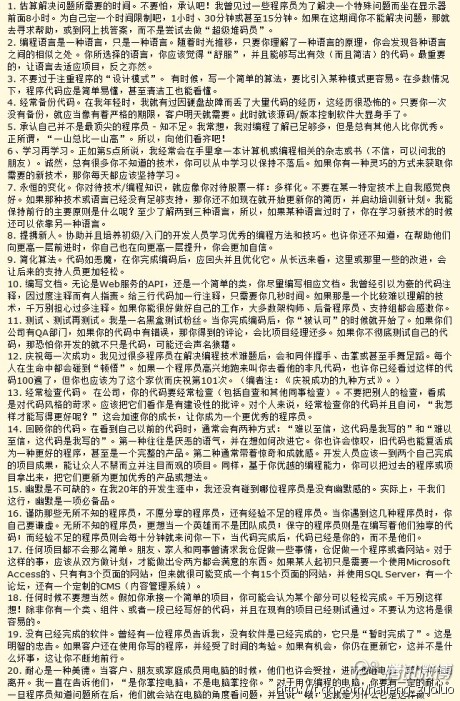 1. 估算解决问题所需要的时间。不要怕，承认吧！我曾见过一些程序员为了解决一个特殊问题而坐在显示器
前面8小时。为自己定一个时间限制吧，1小时、30分钟或甚至15分钟。如果在这期间你不能解决问题，那就
去寻求帮助，或到网上找答案，而不是尝试去做“超级堆码员”。
2. 编程语言是一种语言，只是一种语言。随着时光推移，只要你理解了一种语言的原理，你会发现各种语言
之间的相似之处。你所选择的语言，你应该觉得“舒服”，并且能够写出有效（而且简洁）的代码。最重要
的，让语言去适应项目，反之亦然。
3. 不要过于注重程序的“设计模式”。 有时候，写一个简单的算法，要比引入某种模式更容易。在多数情况
下，程序代码应是简单易懂，甚至清洁工也能看懂。
4. 经常备份代码。在我年轻时，我就有过因硬盘故障而丢了大量代码的经历，这经历很恐怖的。只要你一次
没有备份，就应当像有着严格的期限，客户明天就需要。此时就该源码/版本控制软件大显身手了。
5. 承认自己并不是最顶尖的程序员 - 知不足。我常想，我对编程了解已足够多，但是总有其他人比你优秀。
正所谓，“一山总比一山高”。所以，向他们看齐吧！
6、学习再学习。正如第5点所说，我经常会在手里拿一本计算机或编程相关的杂志或书（不信，可以问我的
朋友）。诚然，总有很多你不知道的技术，你可以从中学习以保持不落后。如果你有一种灵巧的方式来获取你
需要的新技术，那你每天都应该坚持学习。
7. 永恒的变化。你对待技术/编程知识，就应像你对待股票一样：多样化。不要在某一特定技术上自我感觉良
好。如果那种技术或语言已经没有足够支持，那你还不如现在就开始更新你的简历，并启动培训新计划。我能
保持前行的主要原则是什么呢？至少了解两到三种语言，所以，如果某种语言过时了，你在学习新技术的时候
还可以依靠另一种语言。
8. 提携新人。协助并且培养初级/入门的开发人员学习优秀的编程方法和技巧。也许你还不知道，在帮助他们
向更高一层前进时，你自己也在向更高一层提升，你会更加自信。
9. 简化算法。代码如恶魔，在你完成编码后，应回头并且优化它。从长远来看，这里或那里一些的改进，会
让后来的支持人员更加轻松。
10. 编写文档。无论是Web服务的API，还是一个简单的类，你尽量编写相应文档。我曾经引以为豪的代码注
释，因过度注释而有人指责。给三行代码加一行注释，只需要你几秒时间。如果那是一个比较难以理解的技
术，千万别担心过多注释。如果你能很好做好自己的工作，大多数架构师、后备程序员、支持组都会感激你。
11. 测试、测试再测试。我是一名黑盒测试粉丝。当你完成编码后，你“被认可”的时候就开始了。如果你们
公司有QA部门，如果你的代码中有错误，那你得到的评论，会比项目经理还多。如果你不彻底测试自己的代
码，那恐怕你开发的就不只是代码，可能还会声名狼藉。
12. 庆祝每一次成功。我见过很多程序员在解决编程技术难题后，会和同伴握手、击掌或甚至手舞足蹈。每个
人在生命中都会碰到“顿悟”。如果一个程序员高兴地跑来叫你去看他的非凡代码，也许你已经看过这样的代
码100遍了，但你也应该为了这个家伙而庆祝第101次。（编者注：《庆祝成功的九种方式》。）
13. 经常检查代码。 在公司，你的代码要经常检查（包括自查和其他同事检查）。不要把别人的检查，看成
是对代码风格的苛求。应该把它们看作是有建设性的批评。对个人来说，经常检查你的代码并且自问，“我怎
样才能写得更好呢？” 这会加速你的成长，让你成为一个更优秀的程序员。
14. 回顾你的代码。在看到自己以前的代码时，通常会有两种方式：“难以至信，这代码是我写的”和“难以
至信，这代码是我写的”。第一种往往是厌恶的语气，并在想如何改进它。你也许会惊叹，旧代码也能复活成
为一种更好的程序，甚至是一个完整的产品。第二种通常带着惊奇和成就感。开发人员应该一到两个自己完成
的项目成果，能让众人不禁而立并注目而观的项目。同样，基于你优越的编程能力，你可以把过去的程序或项
目拿出来，把它们更新为更加优秀的产品或想法。
15. 幽默是不可缺的。在我20年的开发生涯中，我还没有碰到哪位程序员是没有幽默感的。实际上，干我们
这行，幽默是一项必备品。
16. 谨防那些无所不知的程序员，不愿分享的程序员，还有经验不足的程序员。当你遇到这几种程序员时，你
自己要谦虚。无所不知的程序员，更想当一个英雄而不是团队成员；保守的程序员则是在编写着他们独享的代
码；而经验不足的程序员则会每十分钟就来问你一下，当代码完成后，代码已经是你的，而不是他们。
17. 任何项目都不会那么简单。朋友、家人和同事曾请求我仓促做一些事情，仓促做一个程序或者网站。对于
这样的事，应该从双方做计划，才能做出令两方都会满意的东西。如果某人起初只是需要一个使用Microsoft
Access的、只有有3个页面的网站，但未就很可能变成一个有15个页面的网站，并使用SQL Server，有一个
论坛，还有一个定制的CMS（内容管理系统）。
18. 任何时候不要想当然。假如你承接一个简单的项目，你可能会认为某个部分可以轻松完成。千万别这样
想！除非你有一个类、组件、或者一段已经写好的代码，并且在现有的项目已经测试通过。不要认为这将是很
容易的。
19. 没有已经完成的软件。曾经有一位程序员告诉我，没有软件是已经完成的，它只是“暂时完成了”。这是
明智的忠告。如果客户还在使用你写的程序，并经受了时间的考验。如果有机会，你仍在更新它，这并不是什
么坏事，这让你不断地前行。
20. 耐心是一种美德。当客户、朋友或家庭成员用电脑的时候，他们也许会受挫，进而想砸电脑，或气冲冲地
离开。我一直在告诉他们，“是你掌控电脑，不是电脑掌控你。” 对于用你编程的电脑，你要有一定的耐心。
一旦程序员知道问题所在后，他们就会站在电脑的角度看问题，并且说“哦，这就是为什么它是这样做。”
腾讯微博
http://t.qq.com/haifeng_zuoluo